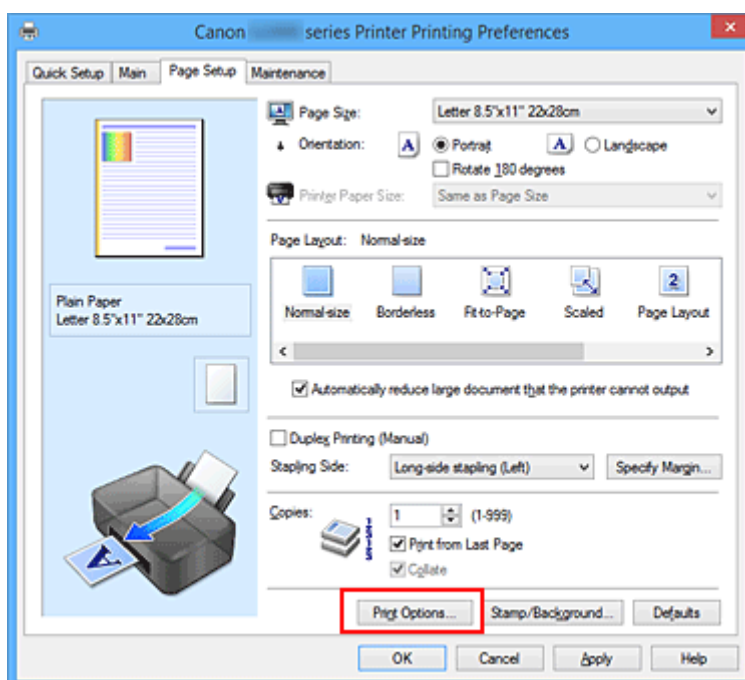 Canon series Printer Printing Preferences
Quick Setup Main Page Setup Maintenance
Page Size: Letter 8.5"x11" 22x28cm
Orientation: A Portrait A Landscape
Rotate 180 degrees
Printer Paper Size: Same as Page Size
Page Layout: Normal-size
2
Normal-size Borderless Fit-to-Page Scaled Page Layout
Plain Paper
Letter 8.5"x11" 22x28cm
Automatically reduce large document that the printer cannot output
Duplex Printing (Manual)
Stapling Side: Long-side stapling (Left) Specify Margin...
Copies: 1 (1-999)
Print from Last Page
Collate
A
Print Options... Stamp/Background... Defaults
OK Cancel Apply Help